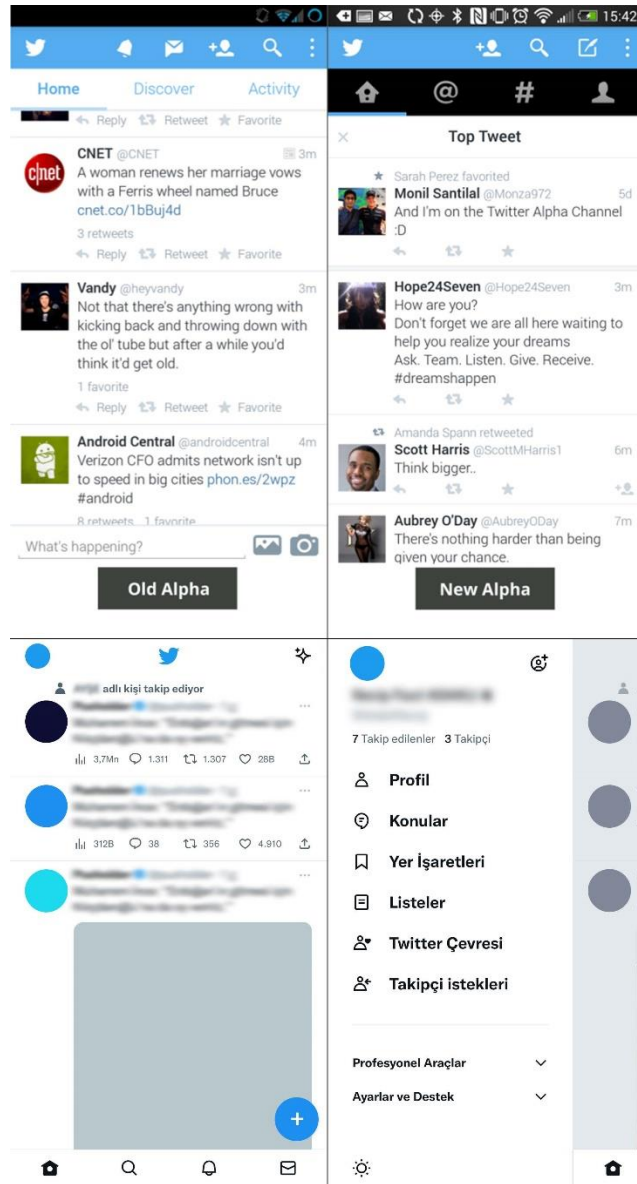 15:42
Home Discover Activity
Reply Retweet Favorite
CNET @CNET 3m
A woman renews her marriage vows
with a Ferris wheel named Bruce
cnet.co/1bBuj4d
3 retweets
Reply Retweet Favorite
Vandy @heyvandy 3m
Not that there's anything wrong with
kicking back and throwing down with
the ol' tube but after a while you'd
think it'd get old.
1 favorite
Reply Retweet Favorite
Android Central @androidcentral 4m
Verizon CFO admits network isn't up
to speed in big cities phon.es/2wpz
#android
8 retweets 1 favorite
What's happening?
Old Alpha
@ #
Top Tweet
Sarah Perez favorited
Monil Santilal @Monza972 5d
And I'm on the Twitter Alpha Channel
:D
Hope24Seven @Hope24Seven 3m
How are you?
Don't forget we are all here waiting to
help you realize your dreams
Ask. Team. Listen. Give. Receive.
#dreamshappen
Amanda Spann retweeted
Scott Harris @ScottMHarris1 6m
Think bigger..
Aubrey O'Day @AubreyODay 7m
There's nothing harder than being
given your chance.
New Alpha
adlı kişi takip ediyor
3,7Mn 1.311 1.307 28B
312B 38 356 4.910
7 Takip edilenler 3 Takipçi
Profil
Konular
Yer İşaretleri
Listeler
Twitter Çevresi
Takipçi istekleri
Profesyonel Araçlar
Ayarlar ve Destek